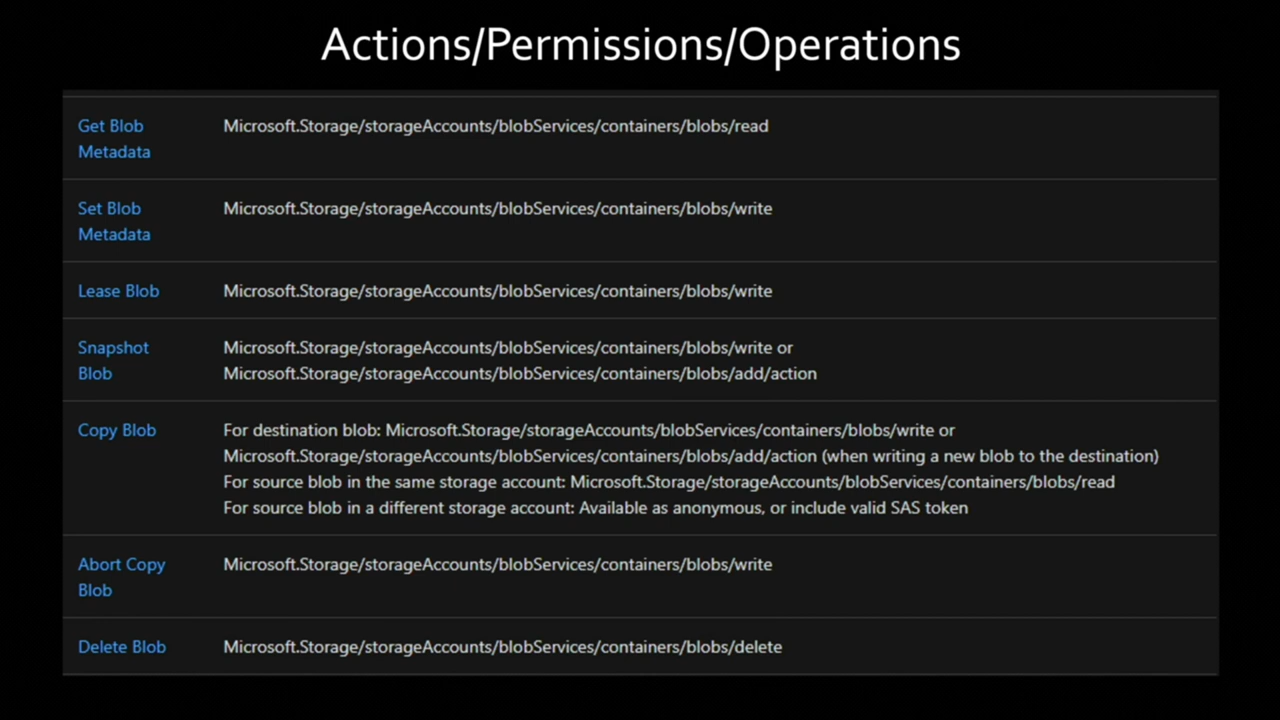 Actions/Permissions/Operations
Get Blob Microsoft.Storage/storageAccounts/blobServices/containers/blobs/read
Metadata
Set Blob Microsoft.Storage/storageAccounts/blobServices/containers/blobs/write
Metadata
Lease Blob Microsoft.Storage/storageAccounts/blobServices/containers/blobs/write
Snapshot Microsoft.Storage/storageAccounts/blobServices/containers/blobs/write or
Blob Microsoft.Storage/storageAccounts/blobServices/containers/blobs/add/action
Copy Blob For destination blob: Microsoft.Storage/storageAccounts/blobServices/containers/blobs/write or
Microsoft.Storage/storageAccounts/blobServices/containers/blobs/add/action (when writing a new blob to the destination)
For source blob in the same storage account: Microsoft.Storage/storageAccounts/blobServices/containers/blobs/read
For source blob in a different storage account: Available as anonymous, or include valid SAS token
Abort Copy Microsoft.Storage/storageAccounts/blobServices/containers/blobs/write
Blob
Delete Blob Microsoft.Storage/storageAccounts/blobServices/containers/blobs/delete